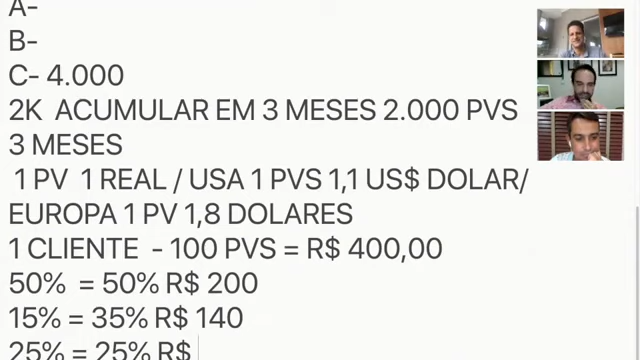 A-
B-
C- 4.000
2K ACUMULAR EM 3 MESES 2.000 PVS
3 MESES
1 PV 1 REAL / USA 1 PVS 1,1 US$ DOLAR/
EUROPA 1 PV 1,8 DOLARES
1 CLIENTE - 100 PVS = R$ 400,00
50% = 50% R$ 200
15% = 35% R$ 140
25% = 25% R$